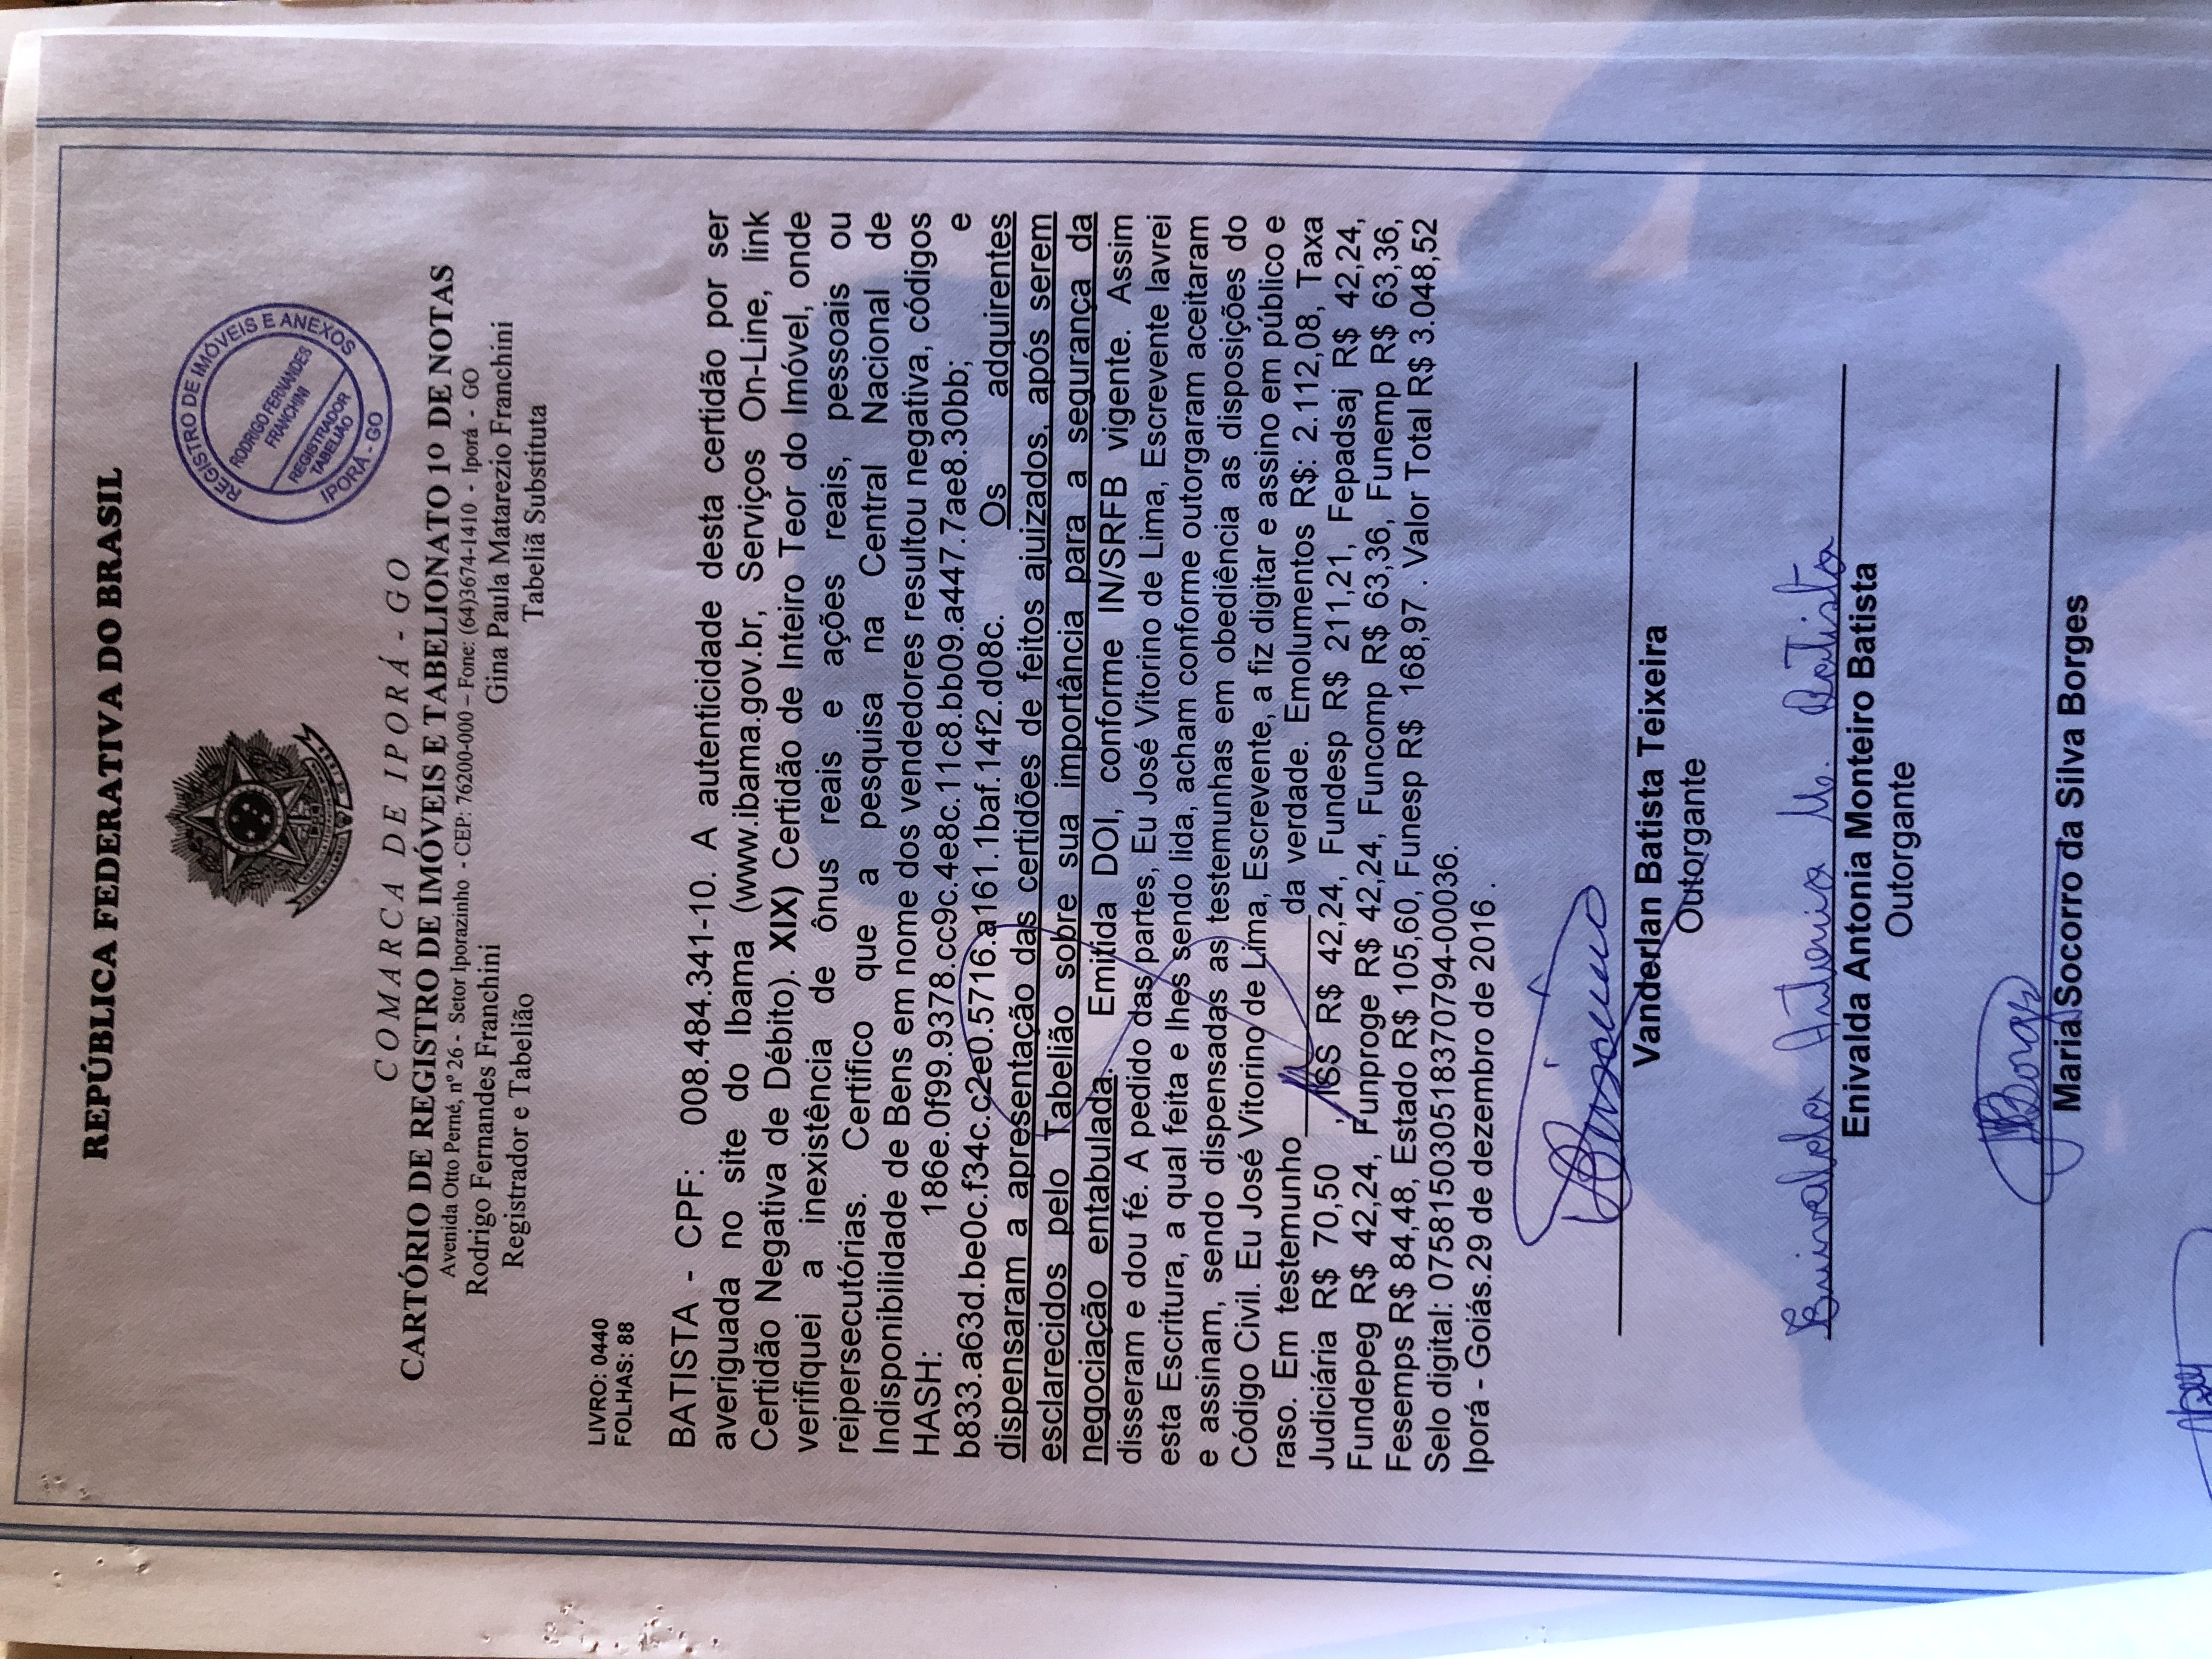 REPÚBLICA FEDERATIVA DO BRASIL
REGISTRO DE IMÓVEIS E ANEXOS
RODRIGO FERNANDES
FRANCHINI
REGISTRADOR
TABELIÃO
IPORÁ - GO
COMARCA DE IPORÁ - GO
CARTÓRIO DE REGISTRO DE IMÓVEIS E TABELIONATO 1º DE NOTAS
Avenida Otto Perné, nº 26 - Setor Iporazinho - CEP: 76200-000 – Fone: (64)3674-1410 - Iporá - GO
Rodrigo Fernandes Franchini
Registrador e Tabelião
Gina Paula Matarezio Franchini
Tabeliã Substituta
LIVRO: 0440
FOLHAS: 88
BATISTA - CPF: 008.484.341-10. A autenticidade desta certidão por ser
averiguada no site do Ibama (www.ibama.gov.br, Serviços On-Line, link
Certidão Negativa de Débito). XIX) Certidão de Inteiro Teor do Imóvel, onde
verifiquei a inexistência de ônus reais e ações reais, pessoais ou
reipersecutórias. Certifico que a pesquisa na Central Nacional de
Indisponibilidade de Bens em nome dos vendedores resultou negativa, códigos
HASH: 186e.0f99.9378.cc9c.4e8c.11c8.bb09.a447.7ae8.30bb; e
b833.a63d.be0c.f34c.c2e0.5716.a161.1baf.14f2.d08c. Os adquirentes
dispensaram a apresentação das certidões de feitos ajuizados, após serem
esclarecidos pelo Tabelião sobre sua importância para a segurança da
negociação entabulada. Emitida DOI, conforme IN/SRFB vigente. Assim
disseram e dou fé. A pedido das partes, Eu José Vitorino de Lima, Escrevente lavrei
esta Escritura, a qual feita e lhes sendo lida, acham conforme outorgaram aceitaram
e assinam, sendo dispensadas as testemunhas em obediência as disposições do
Código Civil. Eu José Vitorino de Lima, Escrevente, a fiz digitar e assino em público e
raso. Em testemunho____________da verdade. Emolumentos R$: 2.112,08, Taxa
Judiciária R$ 70,50 , ISS R$ 42,24, Fundesp R$ 211,21, Fepadsaj R$ 42,24,
Fundepeg R$ 42,24, Funproge R$ 42,24, Funcomp R$ 63,36, Funemp R$ 63,36,
Fesemps R$ 84,48, Estado R$ 105,60, Funesp R$ 168,97 . Valor Total R$ 3.048,52
Selo digital: 07581503051837​0794-00036.
Iporá - Goiás.29 de dezembro de 2016 .
Vanderlan Batista Teixeira
Outorgante
Enivalda Antonia M. Batista
Enivalda Antonia Monteiro Batista
Outorgante
Borges
Maria Socorro da Silva Borges